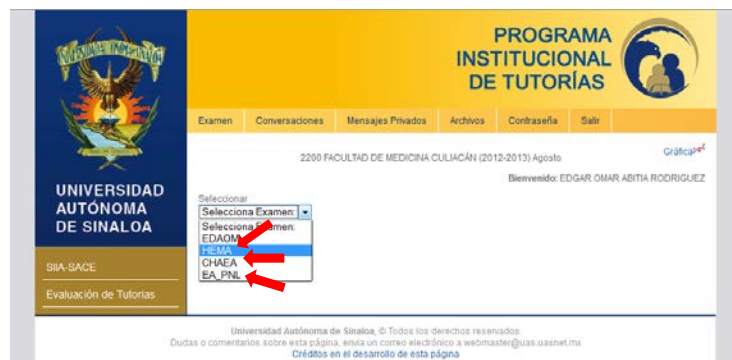 PROGRAMA
INSTITUCIONAL
DE TUTORÍAS
Examen Conversaciones Mensajes Privados Archivos Contraseña Salir
2200 FACULTAD DE MEDICINA CULIACÁN (2012-2013) Agosto
Gráfica
Bienvenido: EDGAR OMAR ABITIA RODRIGUEZ
UNIVERSIDAD
AUTÓNOMA
DE SINALOA
SIIA-SACE
Evaluación de Tutorías
Seleccionar
Selecciona Examen:
Selecciona Examen:
EDAOM
HEMA
CHAEA
EA_PNL
Universidad Autónoma de Sinaloa, © Todos los derechos reservados
Dudas o comentarios sobre esta página, envía un correo electrónico a webmaster@uas.uasnet.mx
Créditos en el desarrollo de esta página